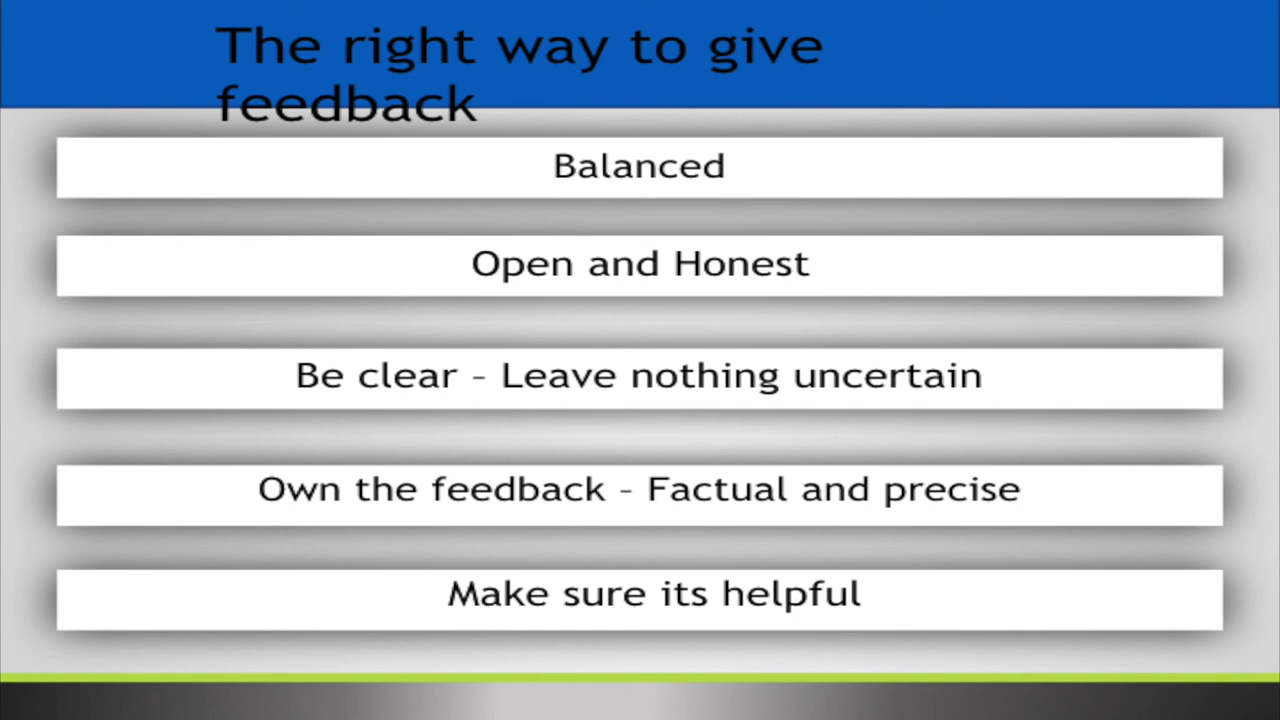 The right way to give
feedback
Balanced
Open and Honest
Be clear – Leave nothing uncertain
Own the feedback – Factual and precise
Make sure its helpful